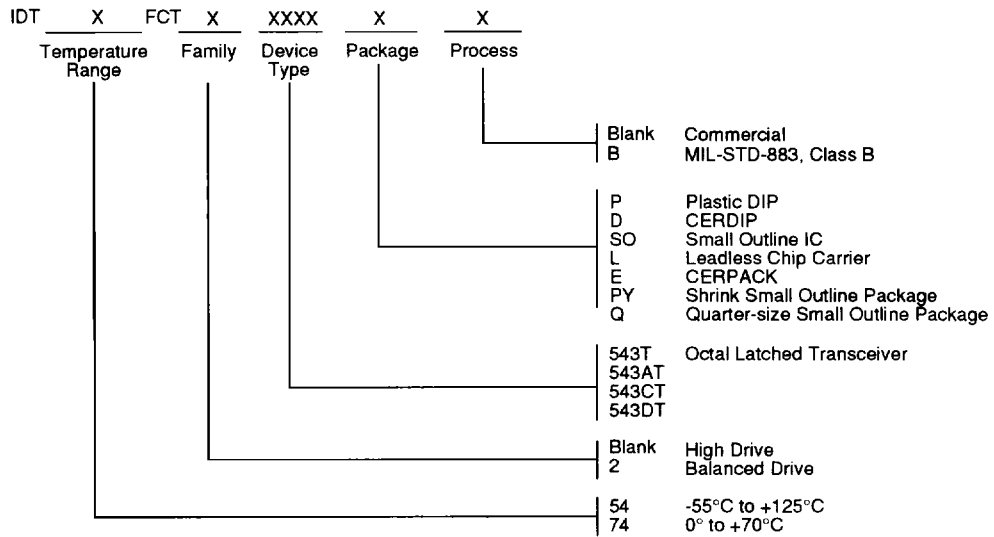 IDT X FCT X XXXX X X
Temperature Range Family Device Type Package Process
Blank Commercial
B MIL-STD-883, Class B
P Plastic DIP
D CERDIP
SO Small Outline IC
L Leadless Chip Carrier
E CERPACK
PY Shrink Small Outline Package
Q Quarter-size Small Outline Package
543T Octal Latched Transceiver
543AT
543CT
543DT
Blank High Drive
2 Balanced Drive
54 -55°C to +125°C
74 0° to +70°C